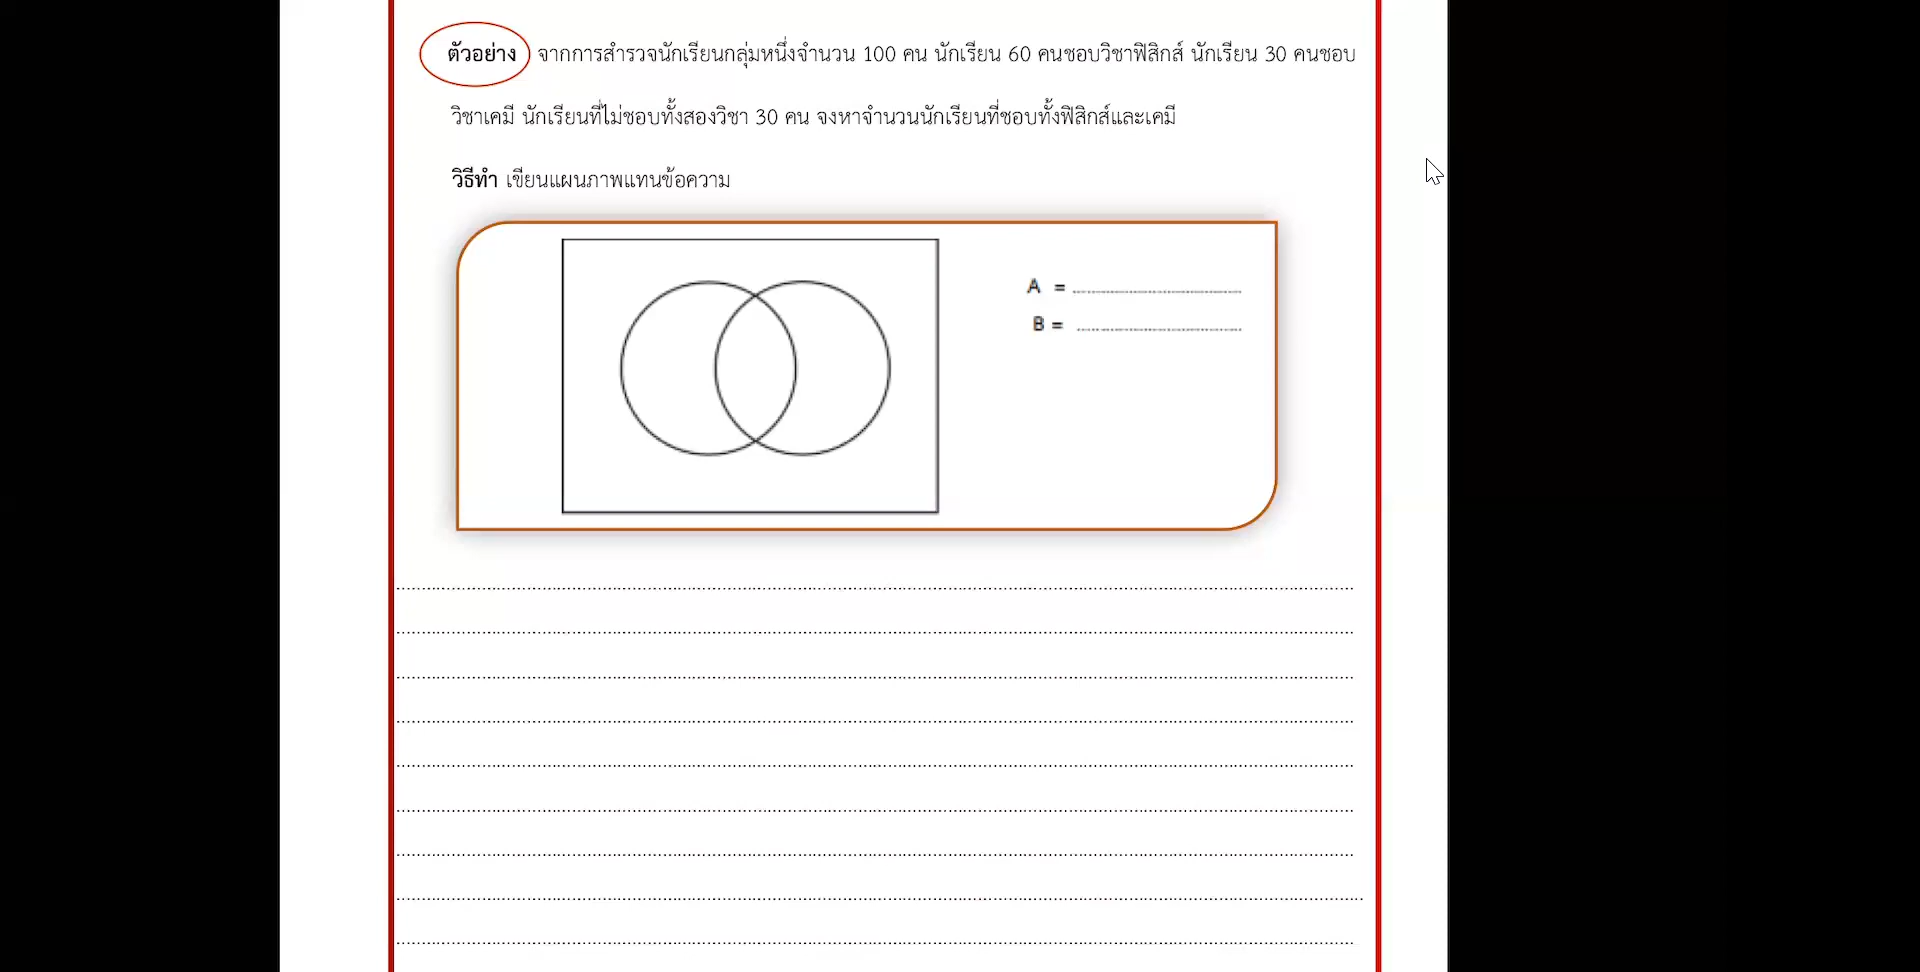 ตัวอย่าง จากการสำรวจนักเรียนกลุ่มหนึ่งจำนวน 100 คน นักเรียน 60 คนชอบวิชาฟิสิกส์ นักเรียน 30 คนชอบ
วิชาเคมี นักเรียนที่ไม่ชอบทั้งสองวิชา 30 คน จงหาจำนวนนักเรียนที่ชอบทั้งฟิสิกส์และเคมี
วิธีทำ เขียนแผนภาพแทนข้อความ
A =
B =